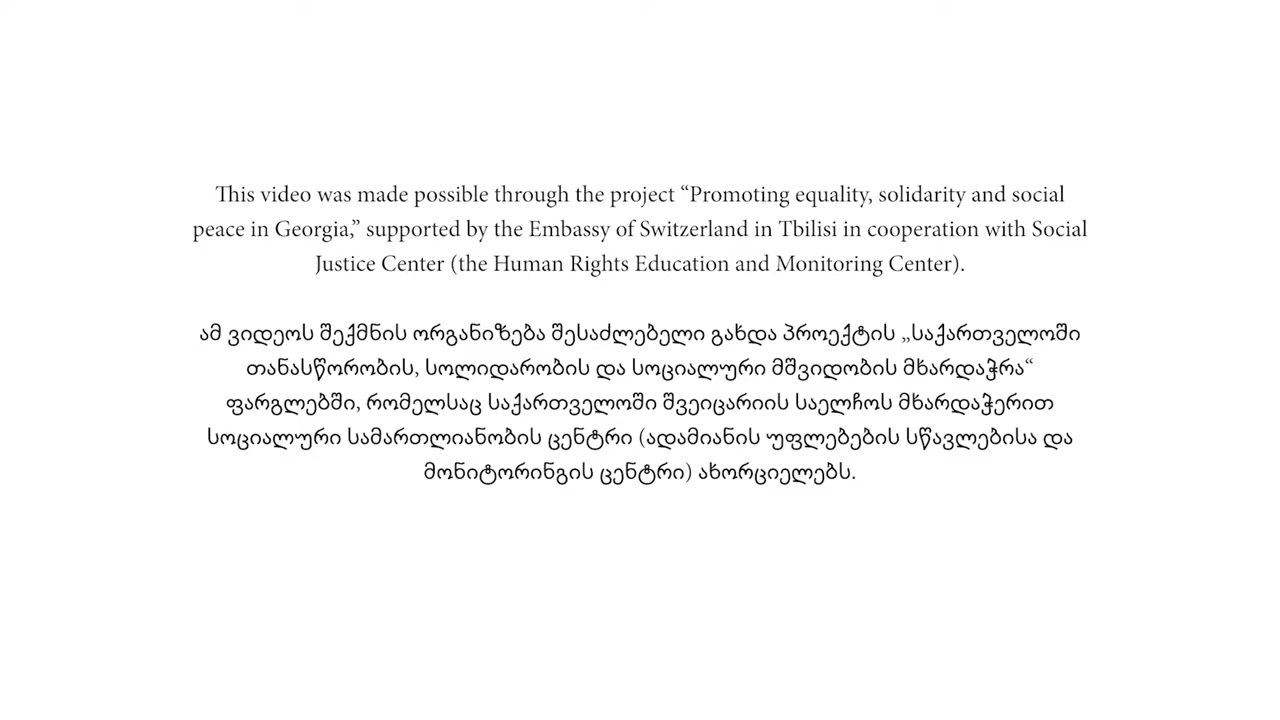 This video was made possible through the project “Promoting equality, solidarity and social
peace in Georgia,” supported by the Embassy of Switzerland in Tbilisi in cooperation with Social
Justice Center (the Human Rights Education and Monitoring Center).
ამ ვიდეოს შექმნის ორგანიზება შესაძლებელი გახდა პროექტის „საქართველოში
თანასწორობის, სოლიდარობის და სოციალური მშვიდობის მხარდაჭრა“
ფარგლებში, რომელსაც საქართველოში შვეიცარიის საელჩოს მხარდაჭერით
სოციალური სამართლიანობის ცენტრი (ადამიანის უფლებების სწავლებისა და
მონიტორინგის ცენტრი) ახორციელებს.